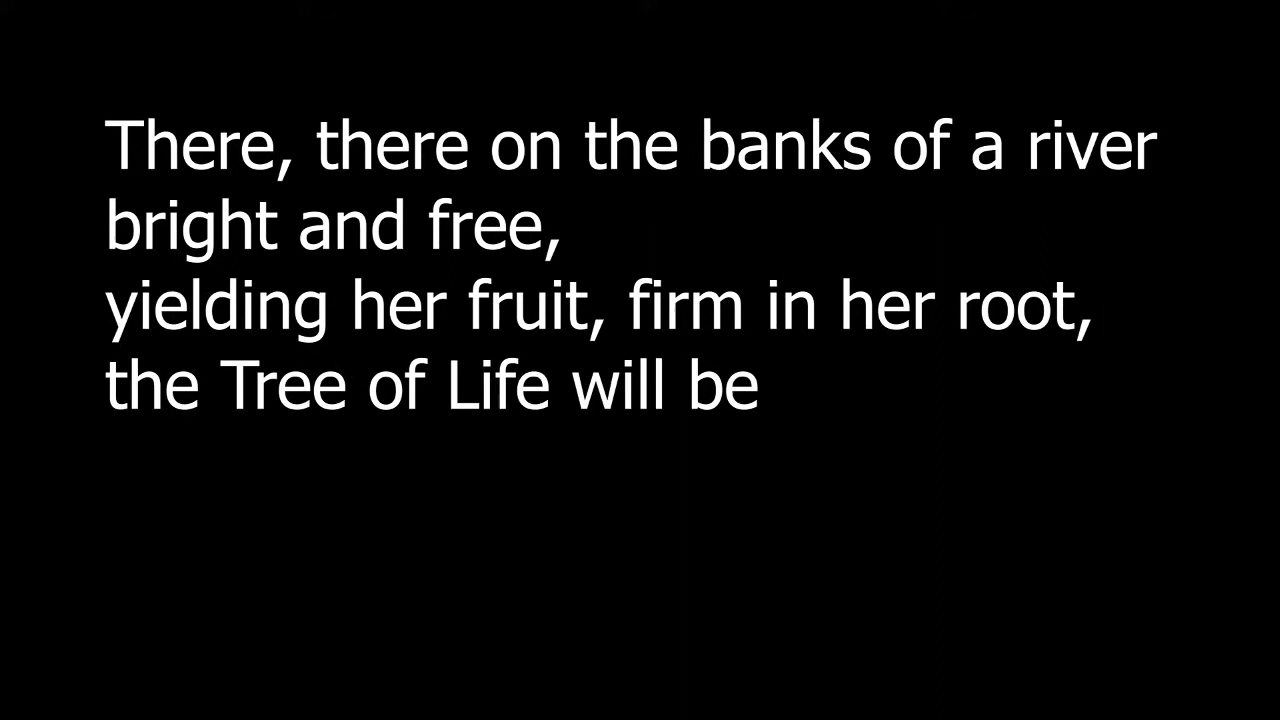 There, there on the banks of a river
bright and free,
yielding her fruit, firm in her root,
the Tree of Life will be